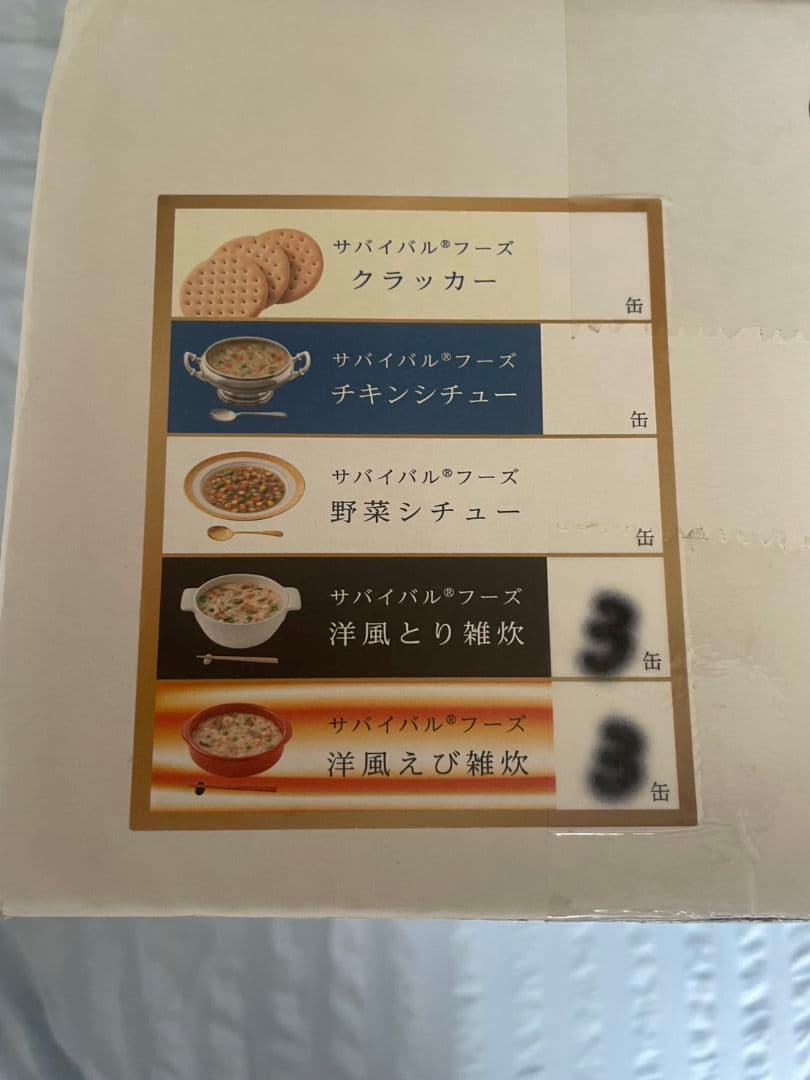 サバイバル®フーズ
クラッカー
缶
サバイバル®フーズ
チキンシチュー
缶
サバイバル®フーズ
野菜シチュー
缶
サバイバル®フーズ
洋風とり雑炊
3缶
サバイバル®フーズ
洋風えび雑炊
3缶